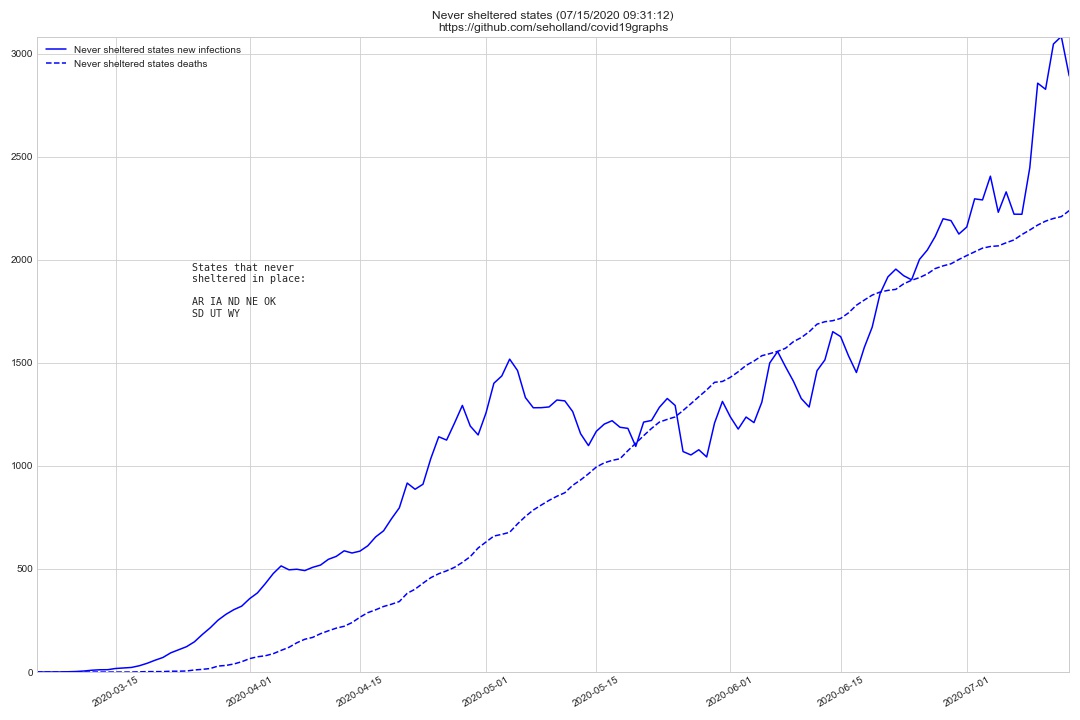 Never sheltered states (07/15/2020 09:31:12)
https://github.com/seholland/covid19graphs
Never sheltered states new infections
Never sheltered states deaths
3000
2500
2000
1500
1000
500
0
States that never
sheltered in place:
AR IA ND NE OK
SD UT WY
2020-03-15
2020-04-01
2020-04-15
2020-05-01
2020-05-15
2020-06-01
2020-06-15
2020-07-01